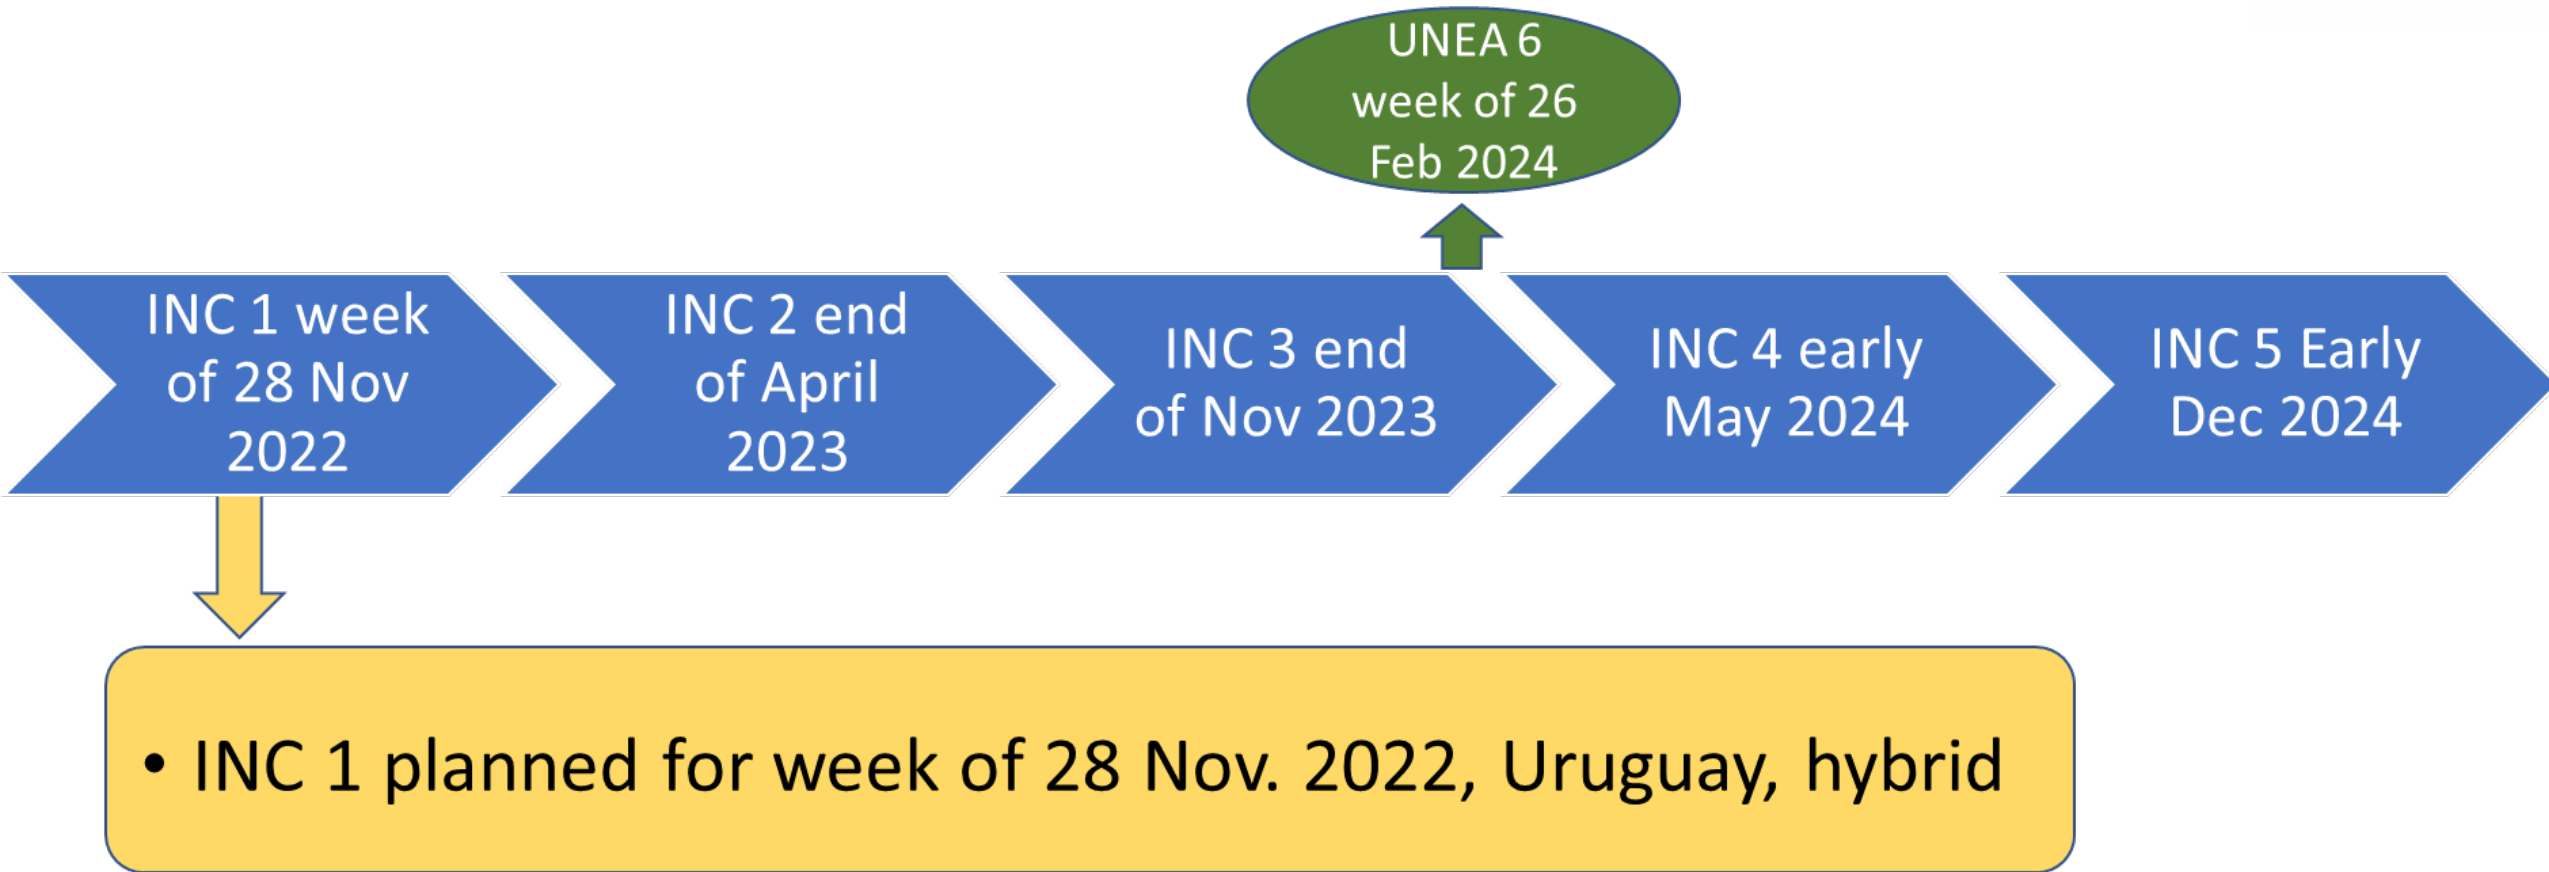 UNEA 6
week of 26
Feb 2024
INC 1 week
of 28 Nov
2022
INC 2 end
of April
2023
INC 3 end
of Nov 2023
INC 4 early
May 2024
INC 5 Early
Dec 2024
• INC 1 planned for week of 28 Nov. 2022, Uruguay, hybrid